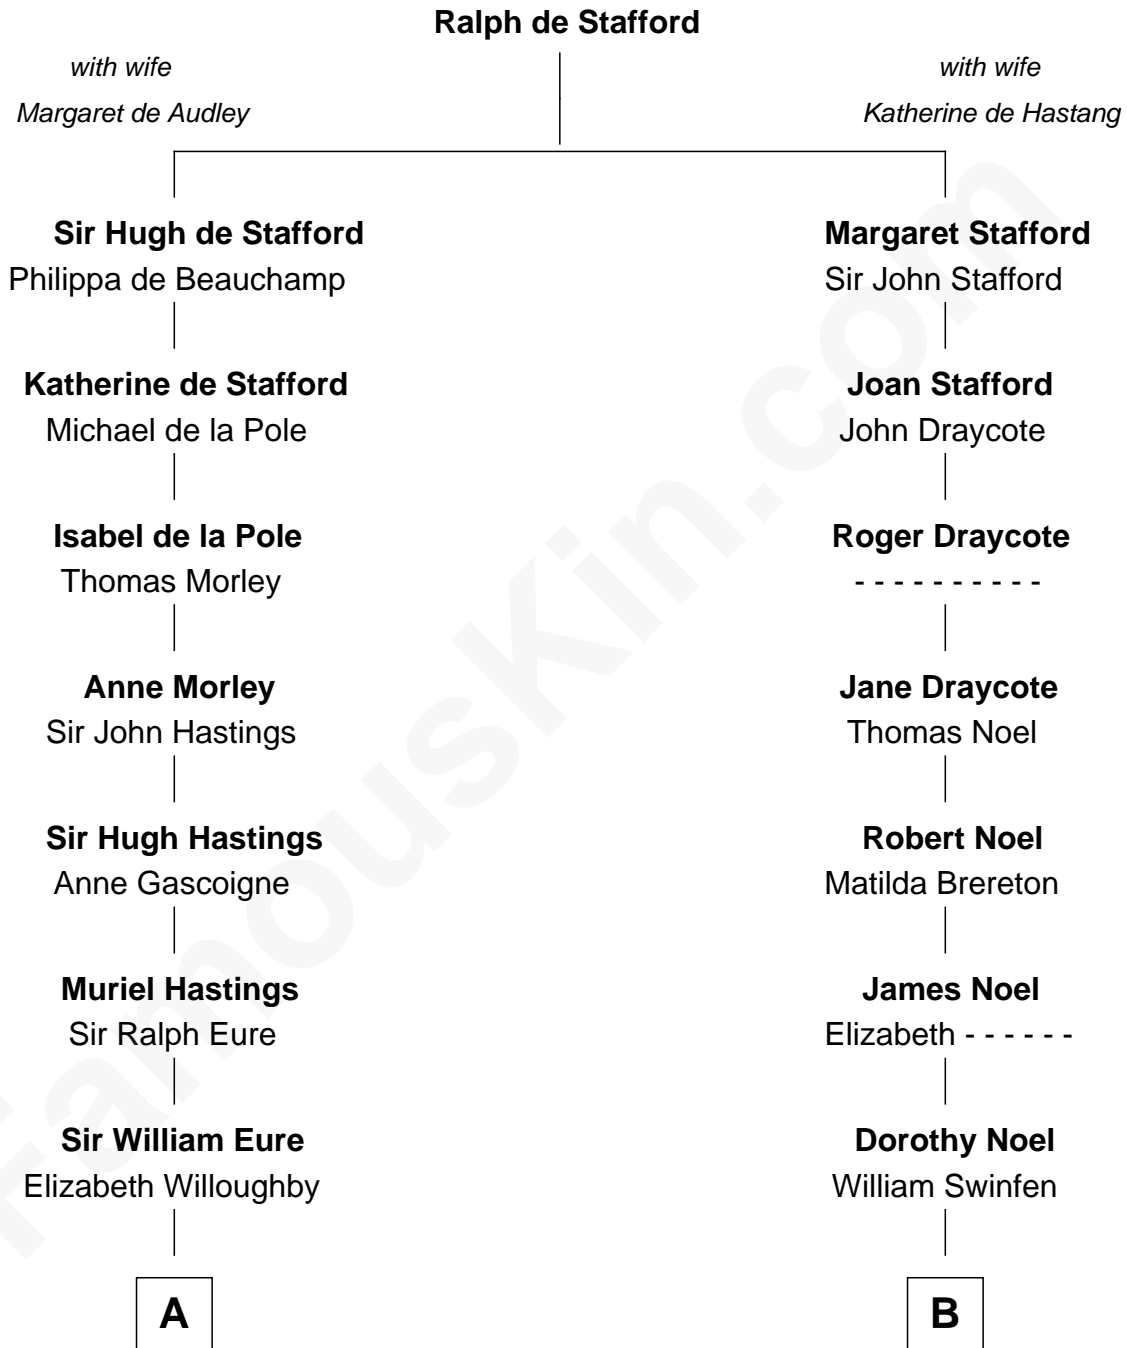 Ralph de Stafford
with wife
Margaret de Audley
with wife
Katherine de Hastang
Sir Hugh de Stafford
Philippa de Beauchamp
Margaret Stafford
Sir John Stafford
Katherine de Stafford
Michael de la Pole
Joan Stafford
John Draycote
Isabel de la Pole
Thomas Morley
Roger Draycote
- - - - - - - - - -
Anne Morley
Sir John Hastings
Jane Draycote
Thomas Noel
Sir Hugh Hastings
Anne Gascoigne
Robert Noel
Matilda Brereton
Muriel Hastings
Sir Ralph Eure
James Noel
Elizabeth - - - - - -
Sir William Eure
Elizabeth Willoughby
Dorothy Noel
William Swinfen
A
B
FamousKin.com